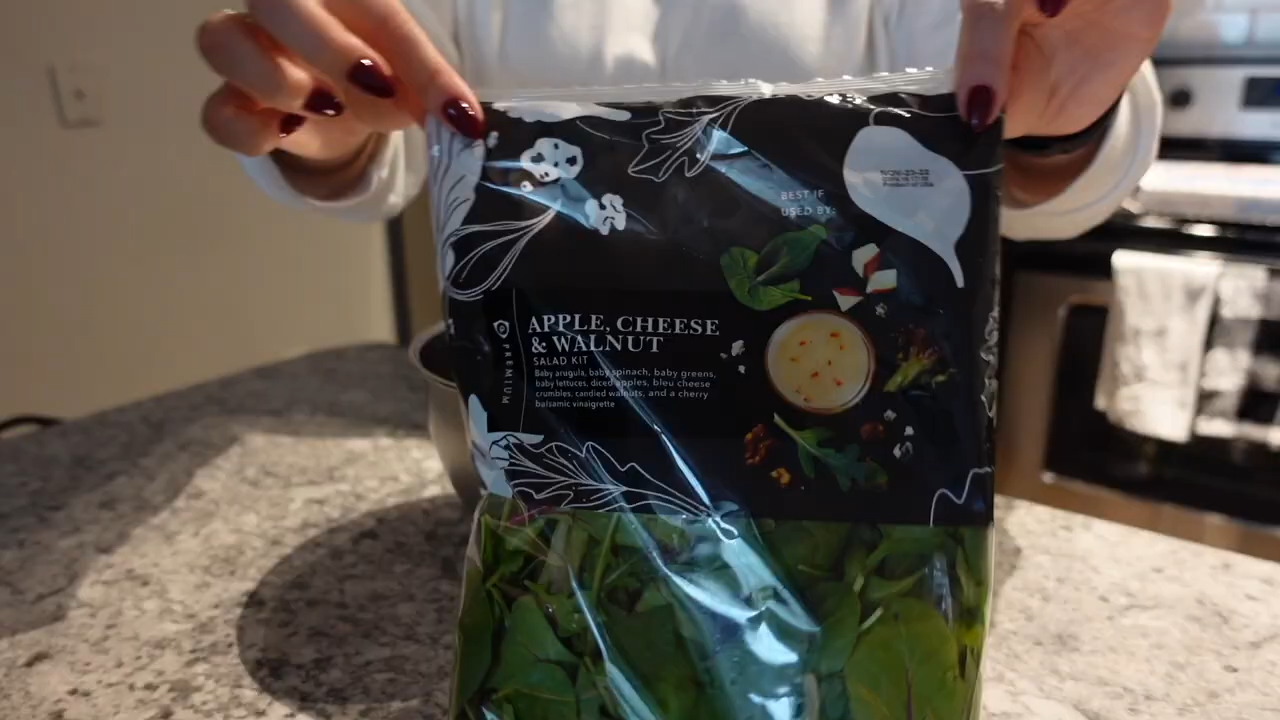 BEST IF
USED BY:
NOV-23-22
Product of USA
PREMIUM
APPLE, CHEESE
& WALNUT
SALAD KIT
Baby arugula, baby spinach, baby greens,
baby lettuces, diced apples, bleu cheese
crumbles, candied walnuts, and a cherry
balsamic vinaigrette